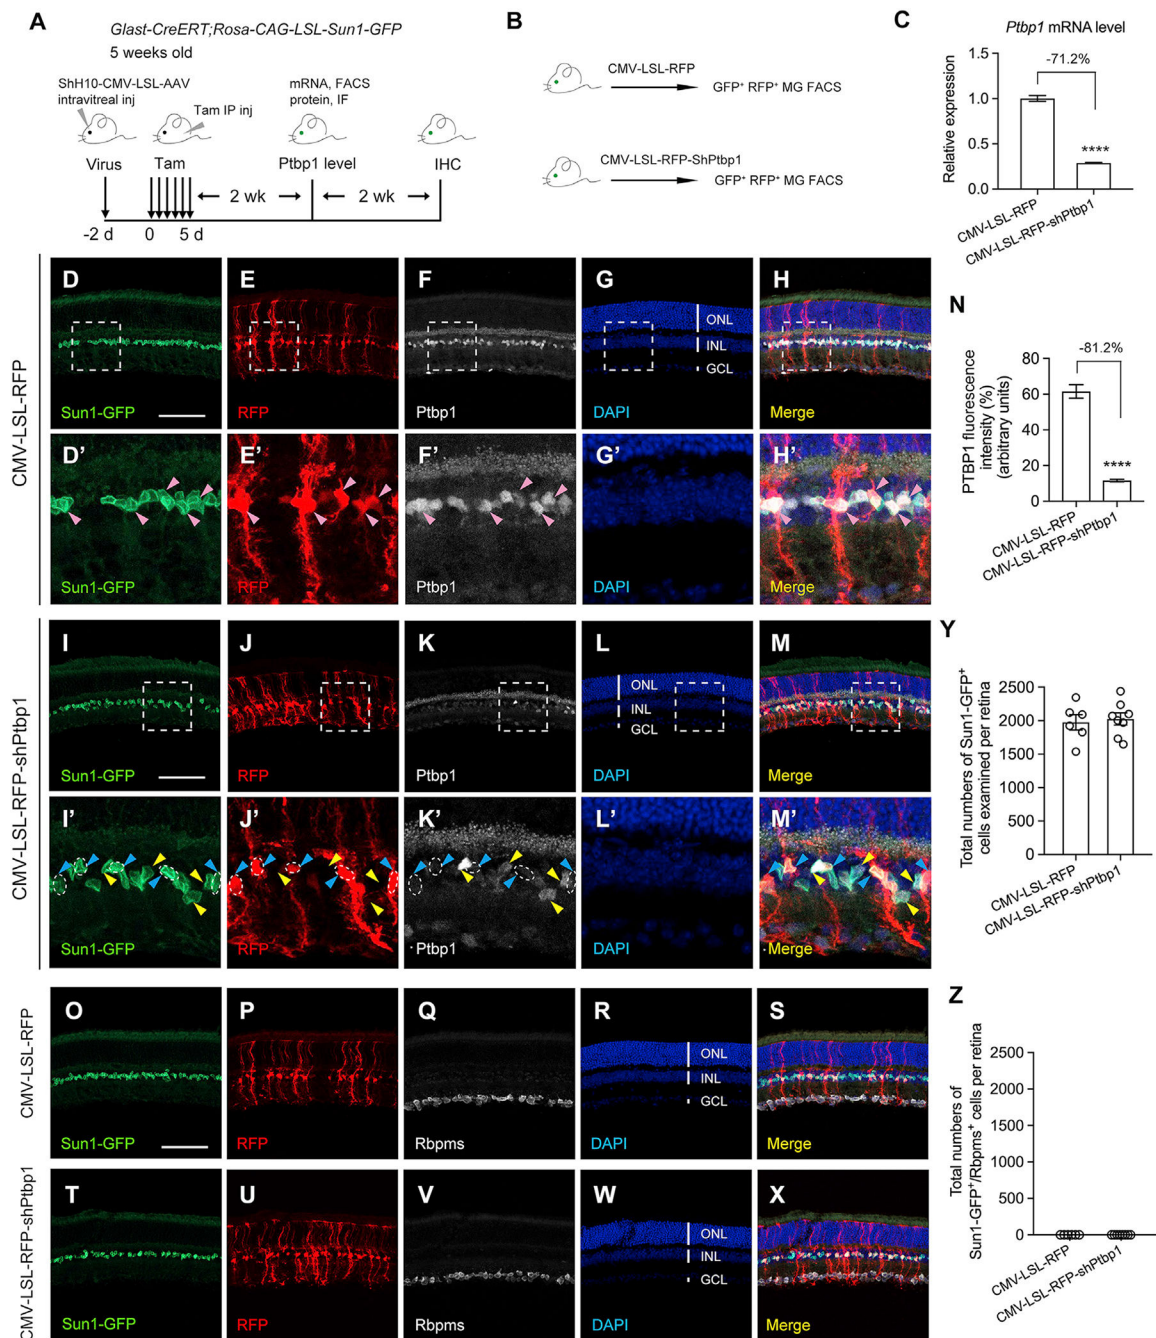 A
Glast-CreERT;Rosa-CAG-LSL-Sun1-GFP
5 weeks old
ShH10-CMV-LSL-AAV
intravitreal inj
Tam IP inj
mRNA, FACS
protein, IF
Virus
Tam
Ptbp1 level
IHC
2 wk
2 wk
-2 d
0
5 d
B
CMV-LSL-RFP
GFP+ RFP+ MG FACS
CMV-LSL-RFP-ShPtbp1
GFP+ RFP+ MG FACS
C
Ptbp1 mRNA level
-71.2%
****
Relative expression
1.5
1.0
0.5
0.0
CMV-LSL-RFP
CMV-LSL-RFP-shPtbp1
CMV-LSL-RFP
D
Sun1-GFP
E
RFP
F
Ptbp1
G
ONL
INL
GCL
DAPI
H
Merge
D’
Sun1-GFP
E’
RFP
F’
Ptbp1
G’
DAPI
H’
Merge
N
-81.2%
****
PTBP1 fluorescence
intensity (%)
(arbitrary units)
80
60
40
20
0
CMV-LSL-RFP
CMV-LSL-RFP-shPtbp1
CMV-LSL-RFP-shPtbp1
I
Sun1-GFP
J
RFP
K
Ptbp1
L
ONL
INL
GCL
DAPI
M
Merge
I’
Sun1-GFP
J’
RFP
K’
Ptbp1
L’
DAPI
M’
Merge
Y
Total numbers of Sun1-GFP+
cells examined per retina
2500
2000
1500
1000
500
0
CMV-LSL-RFP
CMV-LSL-RFP-shPtbp1
CMV-LSL-RFP
O
Sun1-GFP
P
RFP
Q
Rbpms
R
ONL
INL
GCL
DAPI
S
Merge
CMV-LSL-RFP-shPtbp1
T
Sun1-GFP
U
RFP
V
Rbpms
W
ONL
INL
GCL
DAPI
X
Merge
Z
Total numbers of
Sun1-GFP+/Rbpms+ cells per retina
2500
2000
1500
1000
500
0
CMV-LSL-RFP
CMV-LSL-RFP-shPtbp1